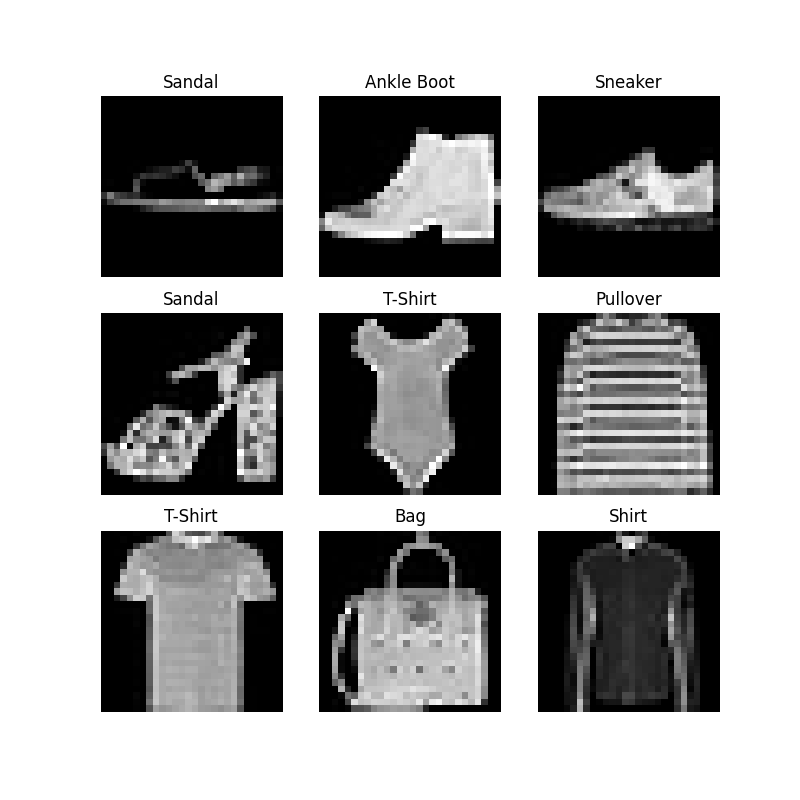 Sandal
Ankle Boot
Sneaker
Sandal
T-Shirt
Pullover
T-Shirt
Bag
Shirt